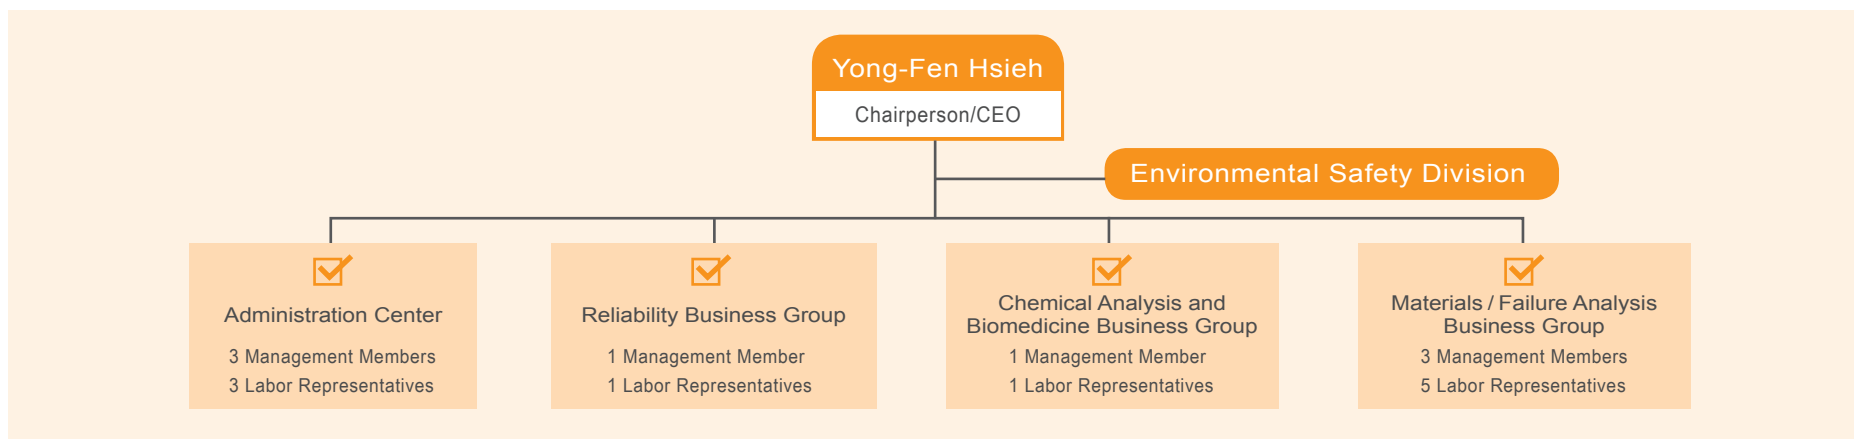 Yong-Fen Hsieh
Chairperson/CEO
Environmental Safety Division
Administration Center
3 Management Members
3 Labor Representatives
Reliability Business Group
1 Management Member
1 Labor Representatives
Chemical Analysis and
Biomedicine Business Group
1 Management Member
1 Labor Representatives
Materials / Failure Analysis
Business Group
3 Management Members
5 Labor Representatives